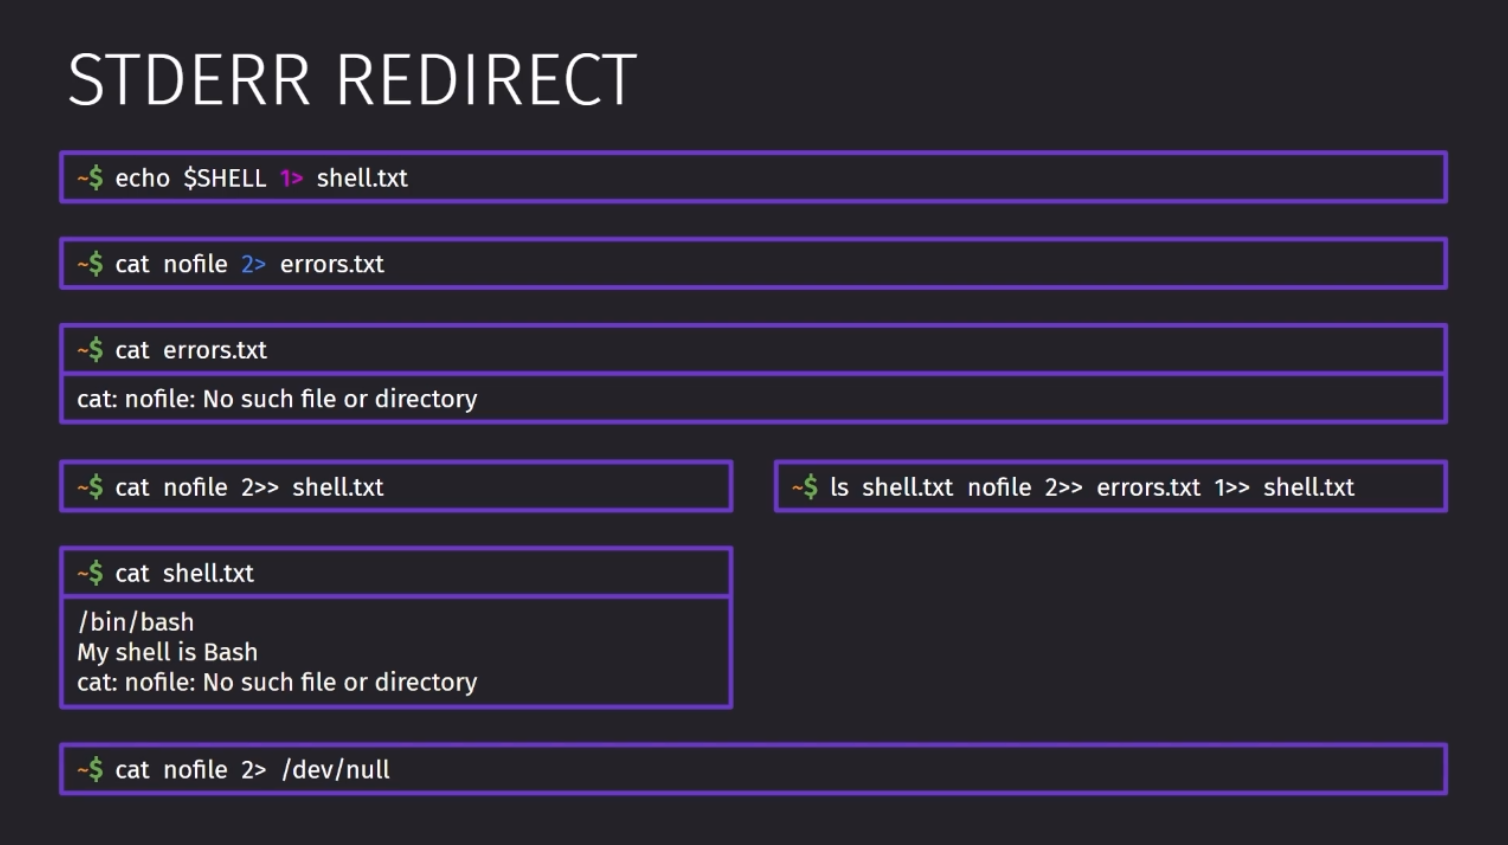 STDERR REDIRECT
~$ echo $SHELL 1> shell.txt
~$ cat nofile 2> errors.txt
~$ cat errors.txt
cat: nofile: No such file or directory
~$ cat nofile 2>> shell.txt
~$ ls shell.txt nofile 2>> errors.txt 1>> shell.txt
~$ cat shell.txt
/bin/bash
My shell is Bash
cat: nofile: No such file or directory
~$ cat nofile 2> /dev/null